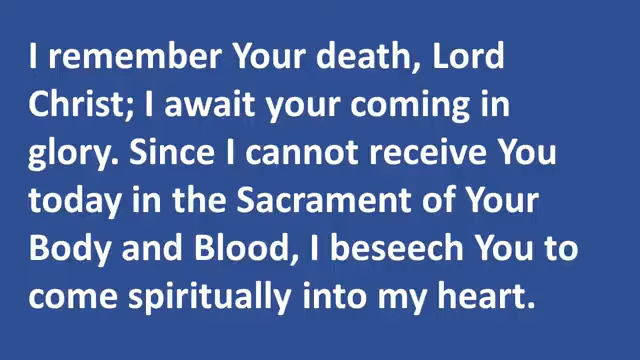 I remember Your death, Lord
Christ; I await your coming in
glory. Since I cannot receive You
today in the Sacrament of Your
Body and Blood, I beseech You to
come spiritually into my heart.